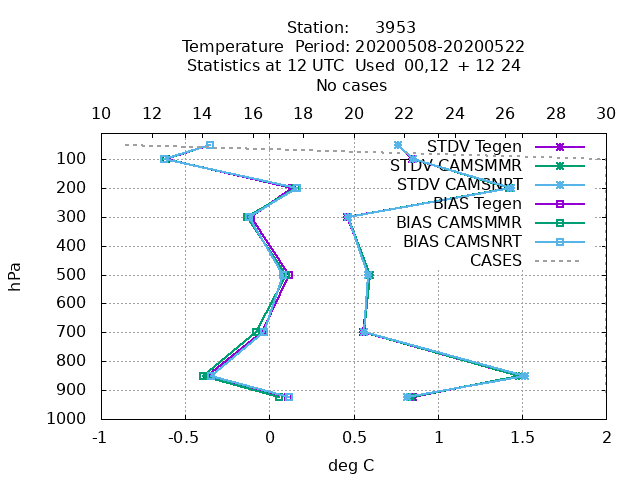 Station: 3953
Temperature Period: 20200508-20200522
Statistics at 12 UTC Used 00,12 + 12 24
No cases
10 12 14 16 18 20 22 24 26 28 30
STDV Tegen
100
STDV CAMSMMR
STDV CAMSNRT
200
BIAS Tegen
300
BIAS CAMSMMR
400
BIAS CAMSNRT
CASES
500
hPa
600
700
800
900
1000
-1 -0.5 0 0.5 1 1.5 2
deg C